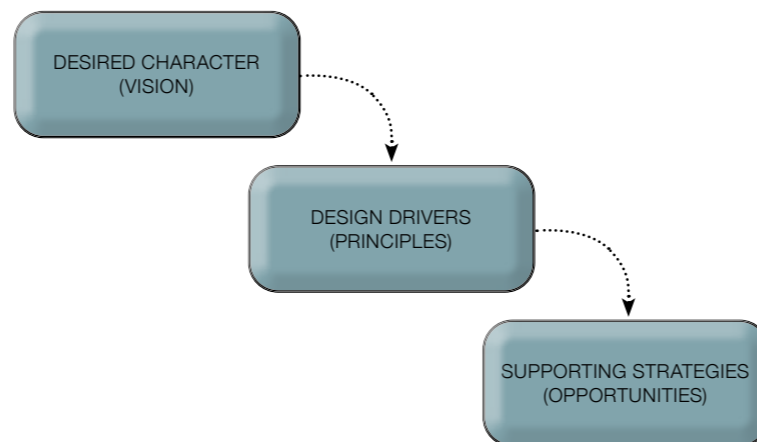 DESIRED CHARACTER
(VISION)
DESIGN DRIVERS
(PRINCIPLES)
SUPPORTING STRATEGIES
(OPPORTUNITIES)